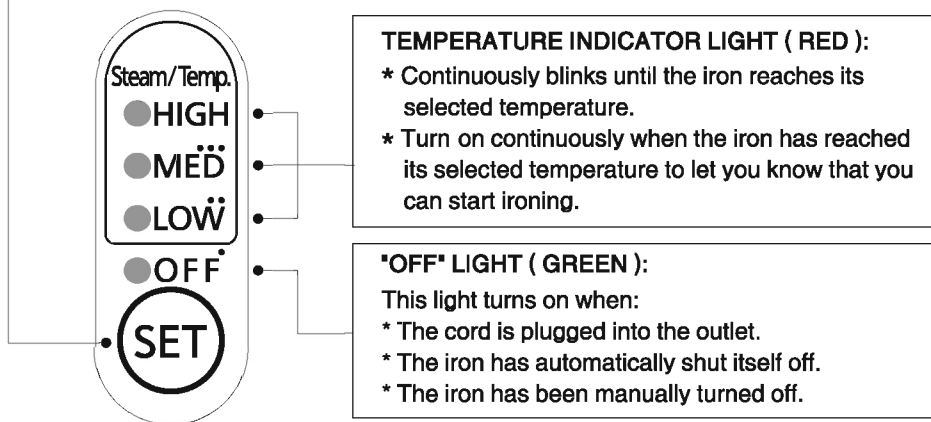 Steam/Temp.
HIGH
•••
MED
••
LOW
•
OFF
SET
TEMPERATURE INDICATOR LIGHT ( RED ):
* Continuously blinks until the iron reaches its
selected temperature.
* Turn on continuously when the iron has reached
its selected temperature to let you know that you
can start ironing.
"OFF" LIGHT ( GREEN ):
This light turns on when:
* The cord is plugged into the outlet.
* The iron has automatically shut itself off.
* The iron has been manually turned off.